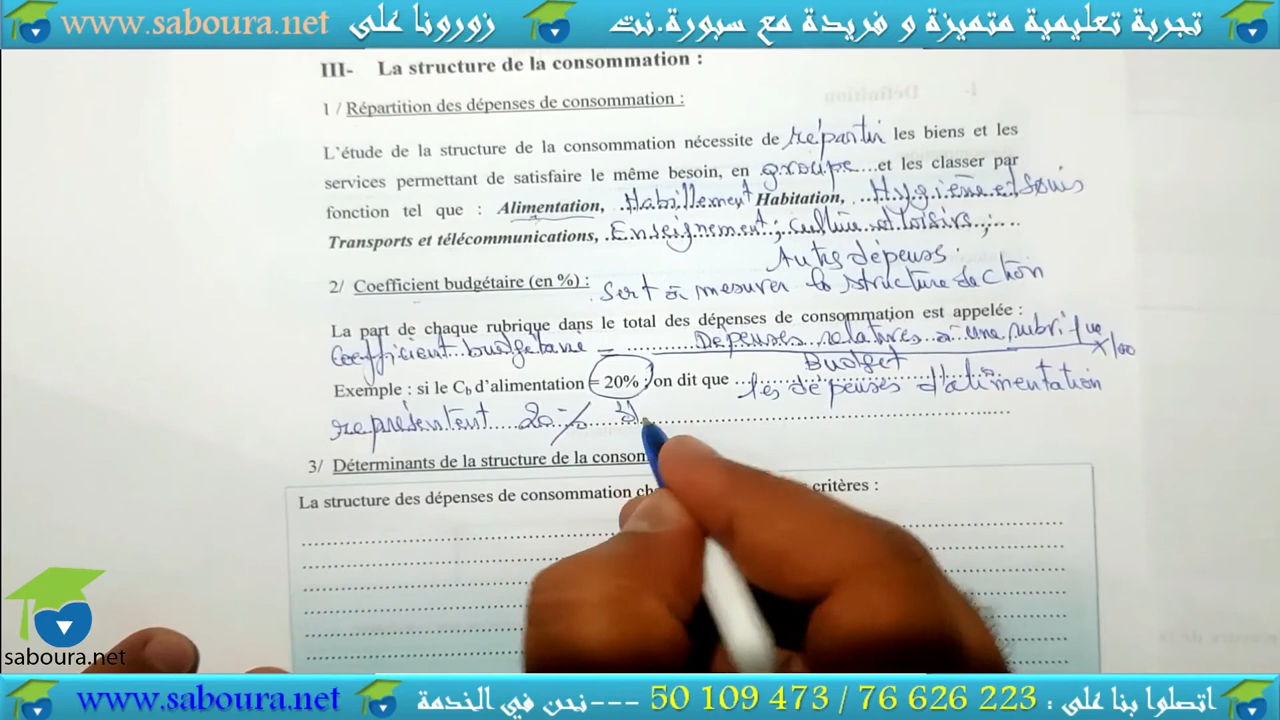 www.saboura.net زورونا على تجربة تعليمية متميزة و فريدة مع سبورة.نت
III- La structure de la consommation :
1 / Répartition des dépenses de consommation :
L'étude de la structure de la consommation nécessite de répartir les biens et les
services permettant de satisfaire le même besoin, en groupe....et les classer par
fonction tel que : Alimentation, Habillement Habitation, Hygiène et soins
Transports et télécommunications, Enseignement ; culture et loisirs ;
Autres dépenses.
2/ Coefficient budgétaire (en %) : sert à mesurer la structure de
La part de chaque rubrique dans le total des dépenses de consommation est appelée :
Coefficient budgétaire = Dépenses relatives à une rubrique x100
Budget
Exemple : si le Cb d'alimentation = 20% ; on dit que les dépenses d'alimentation
représentent 20%
3/ Déterminants de la structure de la conson
La structure des dépenses de consommation critères :
saboura.net
www.saboura.net اتصلوا بنا على : 50 109 473 / 76 626 223 ---نحن في الخدمة